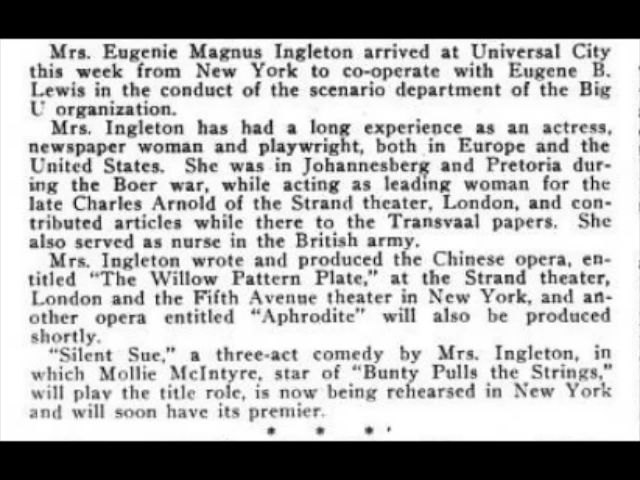 Mrs. Eugenie Magnus Ingleton arrived at Universal City
this week from New York to co-operate with Eugene B.
Lewis in the conduct of the scenario department of the Big
U organization.
Mrs. Ingleton has had a long experience as an actress,
newspaper woman and playwright, both in Europe and the
United States. She was in Johannesberg and Pretoria dur-
ing the Boer war, while acting as leading woman for the
late Charles Arnold of the Strand theater, London, and con-
tributed articles while there to the Transvaal papers. She
also served as nurse in the British army.
Mrs. Ingleton wrote and produced the Chinese opera, en-
titled "The Willow Pattern Plate," at the Strand theater,
London and the Fifth Avenue theater in New York, and an-
other opera entitled "Aphrodite" will also be produced
shortly.
"Silent Sue," a three-act comedy by Mrs. Ingleton, in
which Mollie McIntyre, star of "Bunty Pulls the Strings,"
will play the title role, is now being rehearsed in New York
and will soon have its premier.
* * *